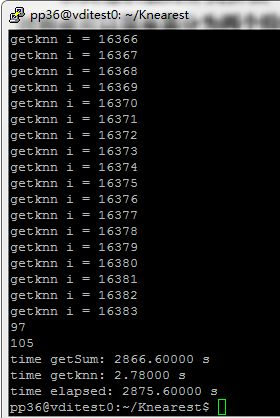 pp36@vditest0: ~/Knearest
getknn i = 16366
getknn i = 16367
getknn i = 16368
getknn i = 16369
getknn i = 16370
getknn i = 16371
getknn i = 16372
getknn i = 16373
getknn i = 16374
getknn i = 16375
getknn i = 16376
getknn i = 16377
getknn i = 16378
getknn i = 16379
getknn i = 16380
getknn i = 16381
getknn i = 16382
getknn i = 16383
97
105
time getSum: 2866.60000 s
time getknn: 2.78000 s
time elapsed: 2875.60000 s
pp36@vditest0:~/Knearest$